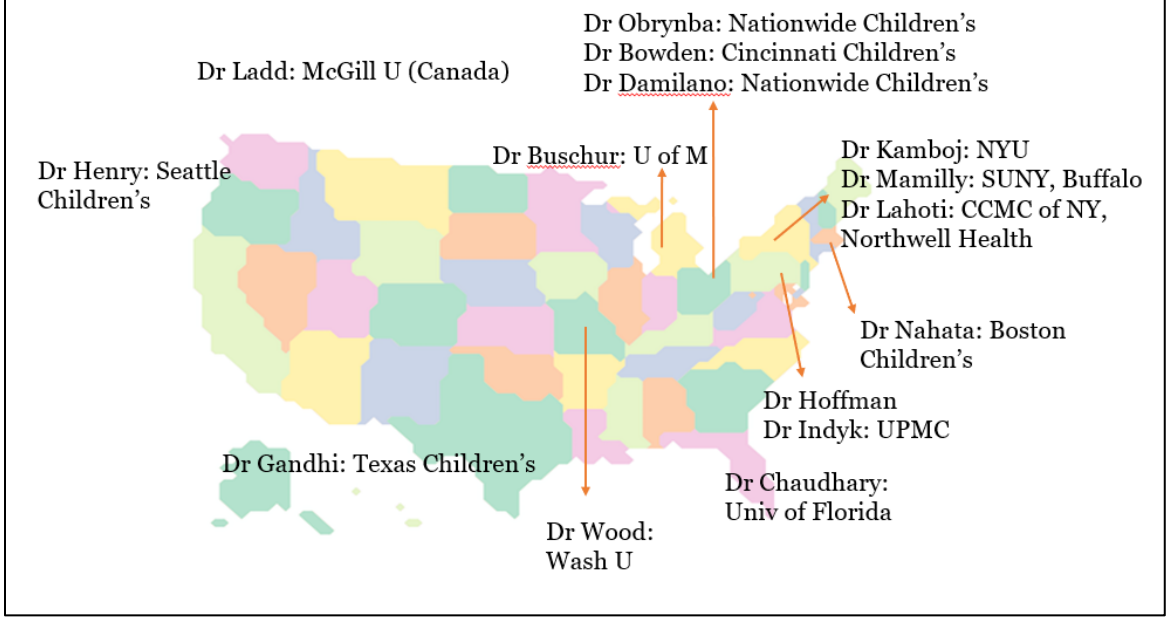 Dr Obrynba: Nationwide Children’s
Dr Bowden: Cincinnati Children’s
Dr Damilano: Nationwide Children’s
Dr Ladd: McGill U (Canada)
Dr Henry: Seattle
Children’s
Dr Buschur: U of M
Dr Kamboj: NYU
Dr Mamilly: SUNY, Buffalo
Dr Lahoti: CCMC of NY,
Northwell Health
Dr Nahata: Boston
Children’s
Dr Hoffman
Dr Indyk: UPMC
Dr Gandhi: Texas Children’s
Dr Chaudhary:
Univ of Florida
Dr Wood:
Wash U